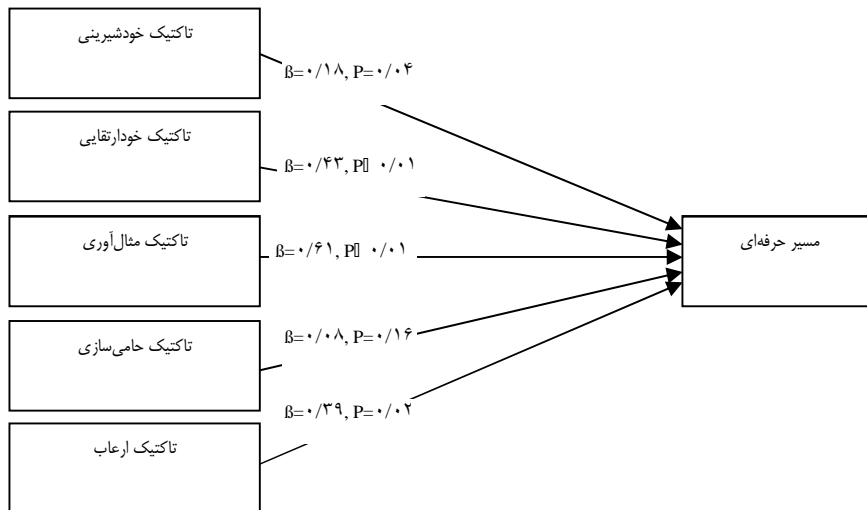 تاکتیک خودشیرینی
ß=۰/۱۸, P=۰/۰۴
تاکتیک خودارتقایی
ß=۰/۴۳, P ۰/۰۱
تاکتیک مثال‌آوری
ß=۰/۶۱, P ۰/۰۱
مسیر حرفه‌ای
تاکتیک حامی‌سازی
ß=۰/۰۸, P=۰/۱۶
تاکتیک ارعاب
ß=۰/۳۹, P=۰/۰۲